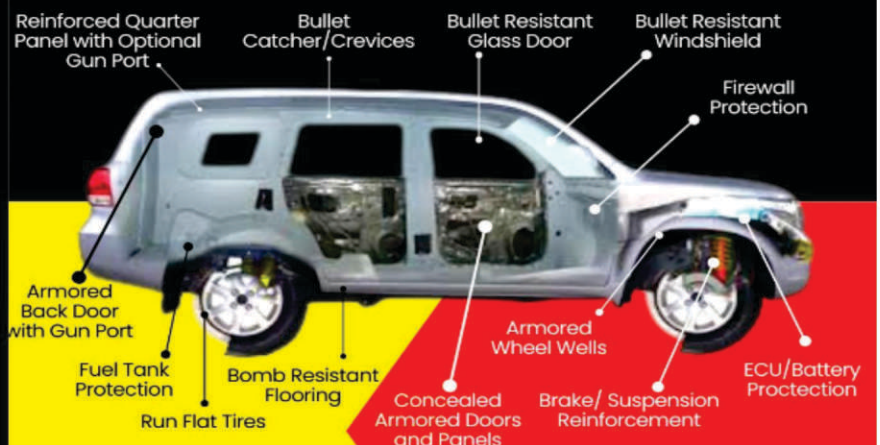 Reinforced Quarter
Panel with Optional
Gun Port
Bullet
Catcher/Crevices
Bullet Resistant
Glass Door
Bullet Resistant
Windshield
Firewall
Protection
Armored
Back Door
with Gun Port
Fuel Tank
Protection
Run Flat Tires
Bomb Resistant
Flooring
Concealed
Armored Doors
and Panels
Armored
Wheel Wells
Brake/ Suspension
Reinforcement
ECU/Battery
Proctection